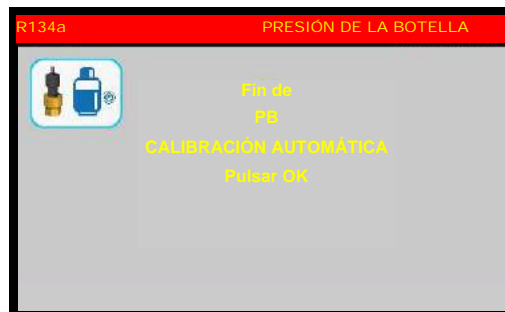 R134a PRESIÓN DE LA BOTELLA
Fin de
PB
CALIBRACIÓN AUTOMÁTICA
Pulsar OK